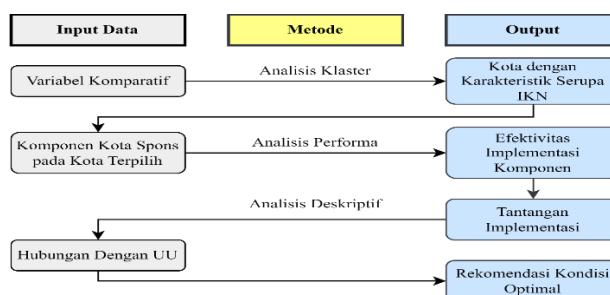 Input Data
Metode
Output
Variabel Komparatif
Analisis Klaster
Kota dengan
Karakteristik Serupa
IKN
Komponen Kota Spons
pada Kota Terpilih
Analisis Performa
Efektivitas
Implementasi
Komponen
Analisis Deskriptif
Tantangan
Implementasi
Hubungan Dengan UU
Rekomendasi Kondisi
Optimal